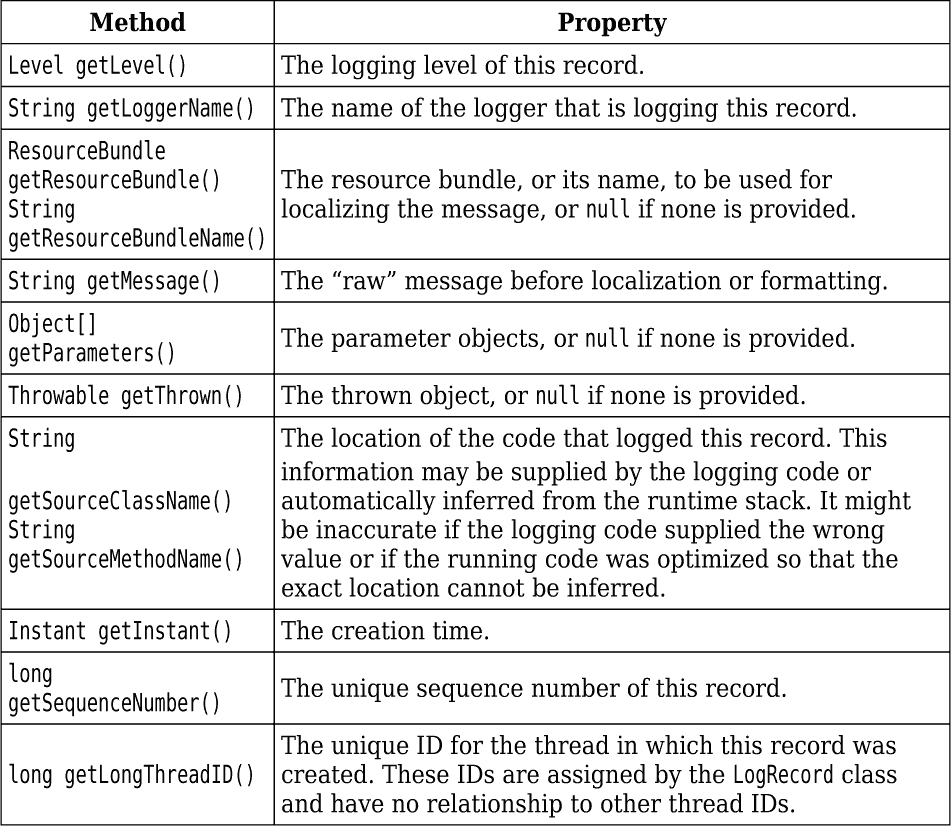 Method Property
Level getLevel() The logging level of this record.
String getLoggerName() The name of the logger that is logging this record.
ResourceBundle
getResourceBundle()
String
getResourceBundleName()
The resource bundle, or its name, to be used for
localizing the message, or null if none is provided.
String getMessage() The “raw” message before localization or formatting.
Object[]
getParameters()
The parameter objects, or null if none is provided.
Throwable getThrown() The thrown object, or null if none is provided.
String
getSourceClassName()
String
getSourceMethodName()
The location of the code that logged this record. This
information may be supplied by the logging code or
automatically inferred from the runtime stack. It might
be inaccurate if the logging code supplied the wrong
value or if the running code was optimized so that the
exact location cannot be inferred.
Instant getInstant() The creation time.
long
getSequenceNumber()
The unique sequence number of this record.
long getLongThreadID()
The unique ID for the thread in which this record was
created. These IDs are assigned by the LogRecord class
and have no relationship to other thread IDs.